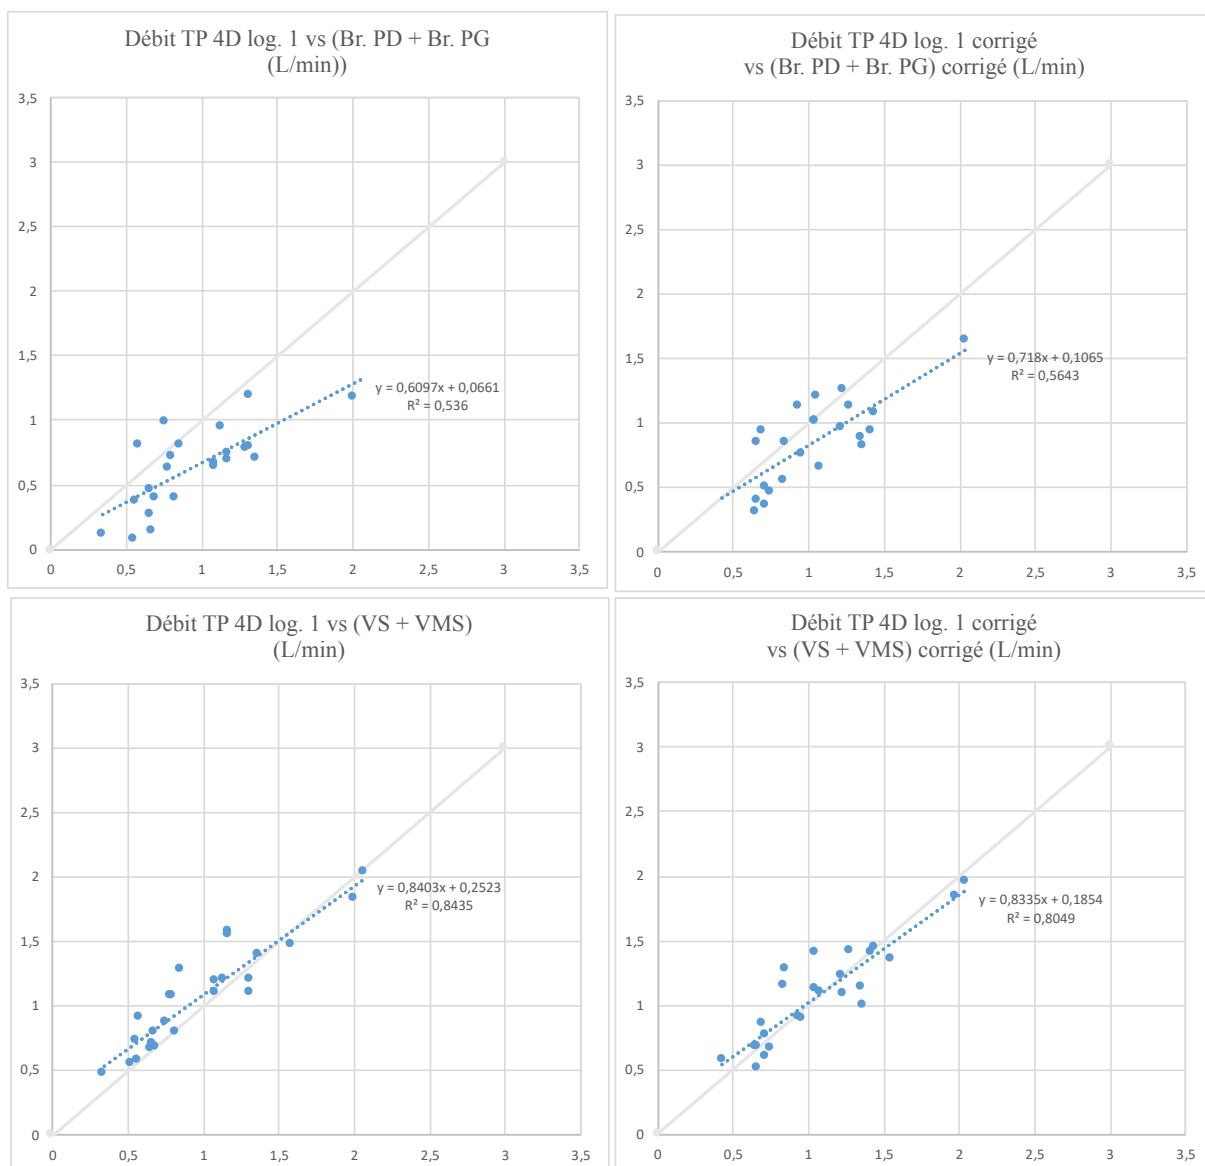 Débit TP 4D log. 1 vs (Br. PD + Br. PG
(L/min))
3,5
3
2,5
2
1,5
1
0,5
0
y = 0,6097x + 0,0661
R² = 0,536
0 0,5 1 1,5 2 2,5 3 3,5
Débit TP 4D log. 1 corrigé
vs (Br. PD + Br. PG) corrigé (L/min)
3,5
3
2,5
2
1,5
1
0,5
0
y = 0,718x + 0,1065
R² = 0,5643
0 0,5 1 1,5 2 2,5 3 3,5
Débit TP 4D log. 1 vs (VS + VMS)
(L/min)
3,5
3
2,5
2
1,5
1
0,5
0
y = 0,8403x + 0,2523
R² = 0,8435
0 0,5 1 1,5 2 2,5 3 3,5
Débit TP 4D log. 1 corrigé
vs (VS + VMS) corrigé (L/min)
3,5
3
2,5
2
1,5
1
0,5
0
y = 0,8335x + 0,1854
R² = 0,8049
0 0,5 1 1,5 2 2,5 3 3,5